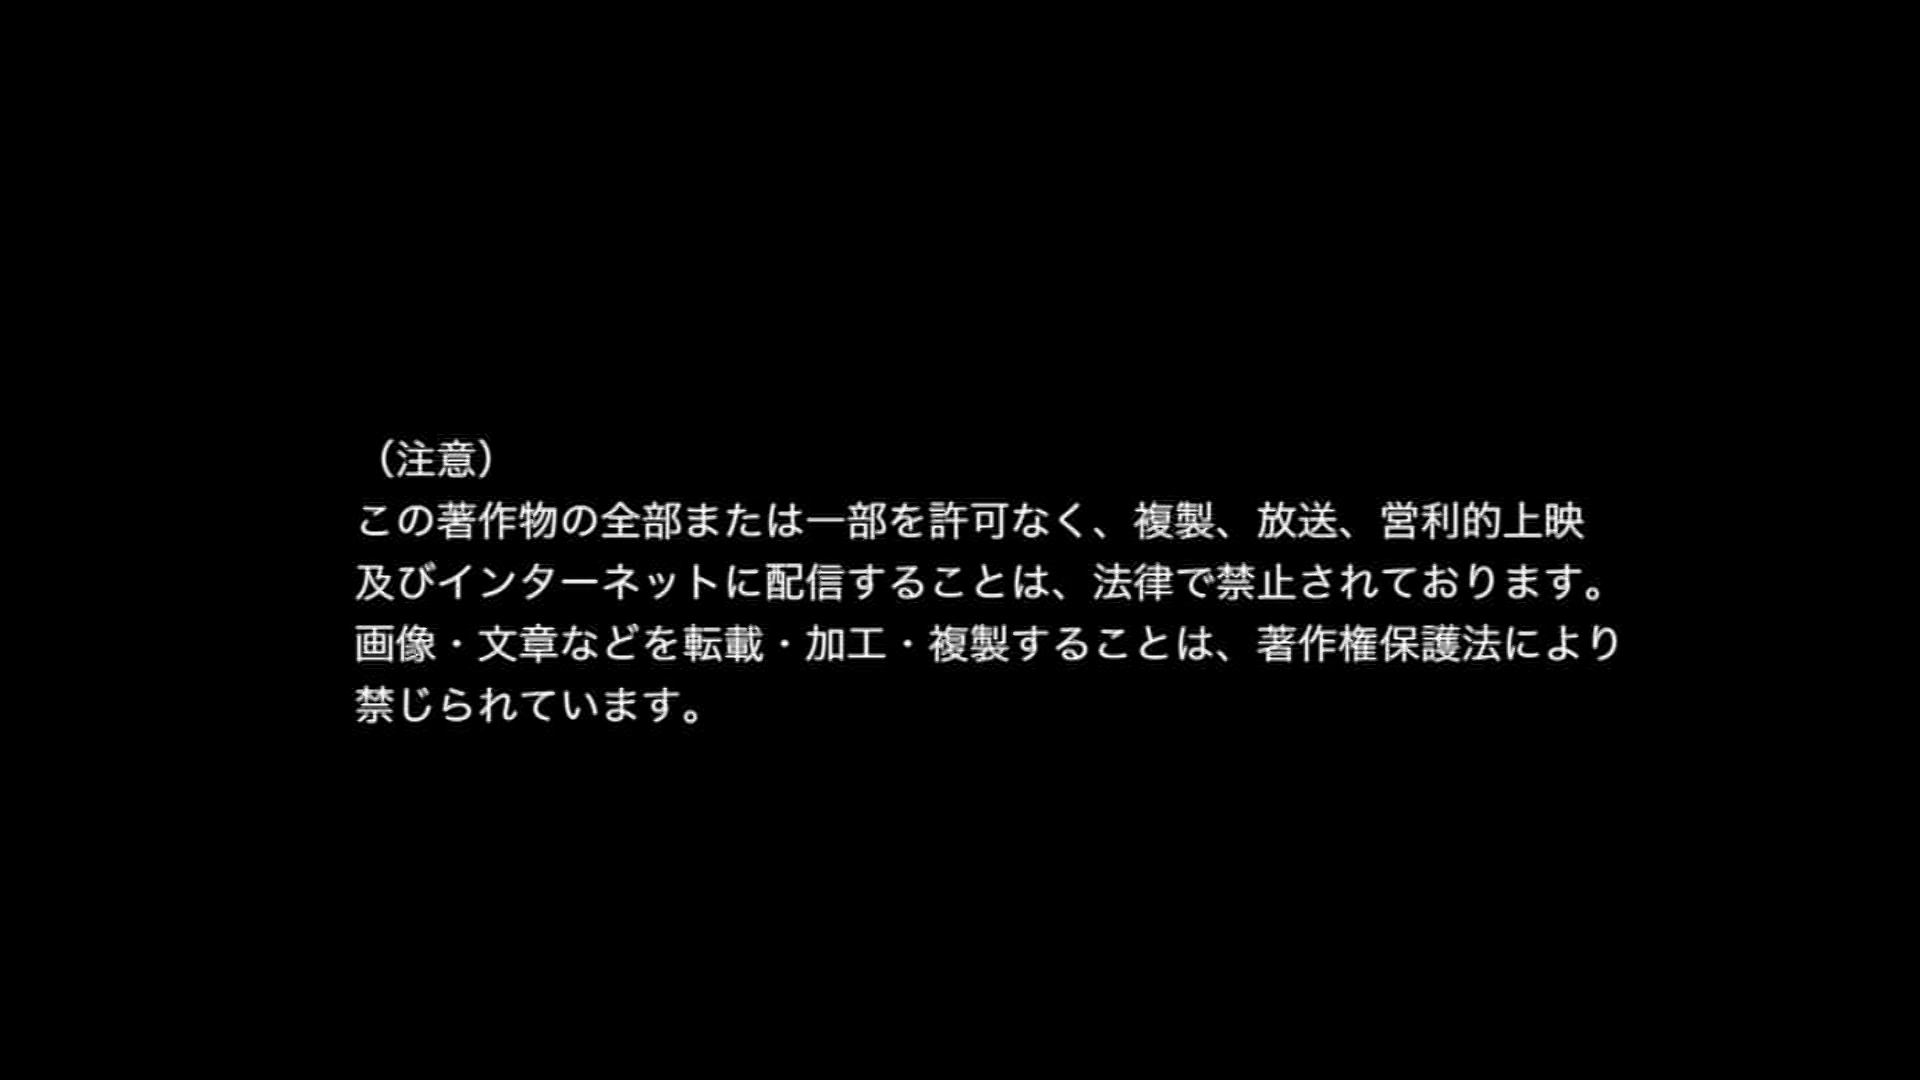 （注意）
この著作物の全部または一部を許可なく、複製、放送、営利的上映
及びインターネットに配信することは、法律で禁止されております。
画像・文章などを転載・加工・複製することは、著作権保護法により
禁じられています。